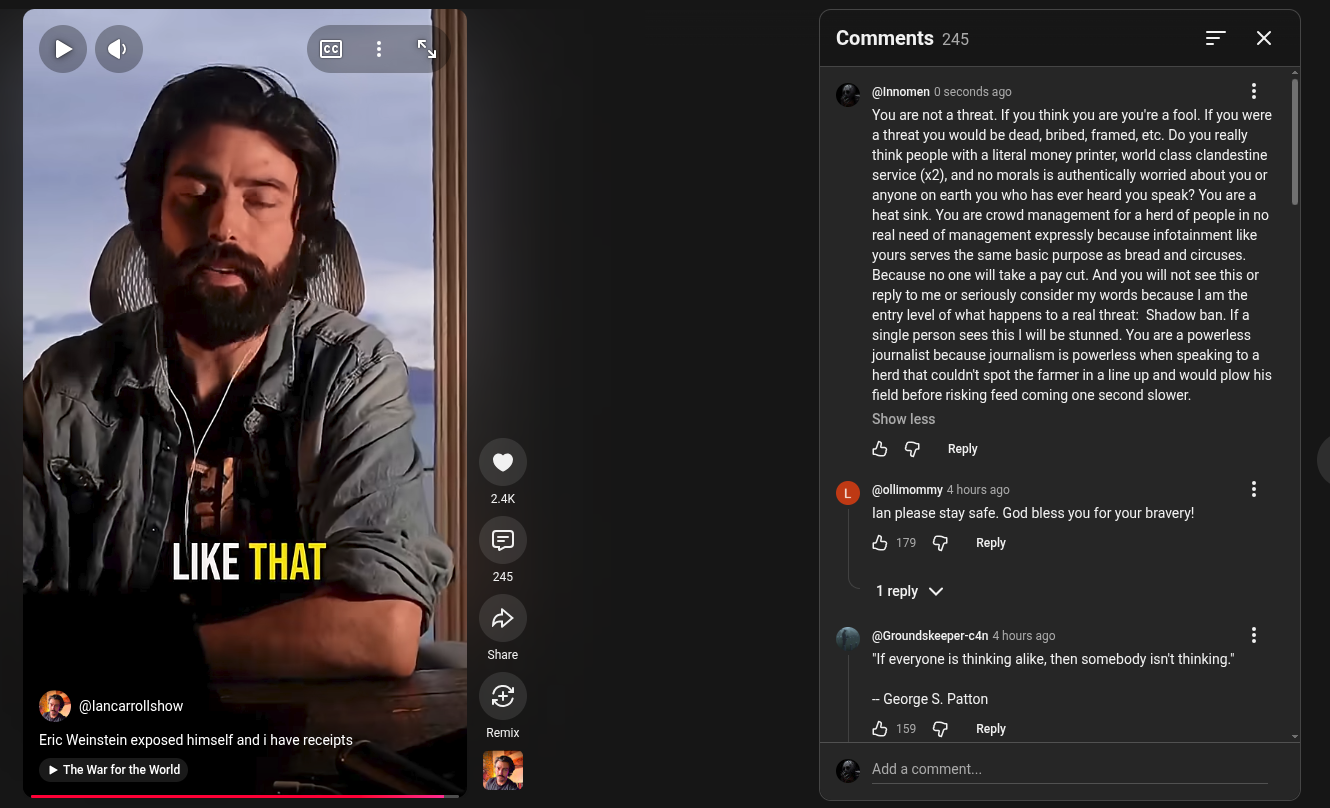 CC
LIKE THAT
@Iancarrollshow
Eric Weinstein exposed himself and i have receipts
The War for the World
2.4K
245
Share
Remix
Comments 245
@Innomen 0 seconds ago
You are not a threat. If you think you are you're a fool. If you were
a threat you would be dead, bribed, framed, etc. Do you really
think people with a literal money printer, world class clandestine
service (x2), and no morals is authentically worried about you or
anyone on earth you who has ever heard you speak? You are a
heat sink. You are crowd management for a herd of people in no
real need of management expressly because infotainment like
yours serves the same basic purpose as bread and circuses.
Because no one will take a pay cut. And you will not see this or
reply to me or seriously consider my words because I am the
entry level of what happens to a real threat:  Shadow ban. If a
single person sees this I will be stunned. You are a powerless
journalist because journalism is powerless when speaking to a
herd that couldn't spot the farmer in a line up and would plow his
field before risking feed coming one second slower.
Show less
Reply
L
@ollimommy 4 hours ago
Ian please stay safe. God bless you for your bravery!
179 Reply
1 reply
@Groundskeeper-c4n 4 hours ago
"If everyone is thinking alike, then somebody isn't thinking."
-- George S. Patton
159 Reply
Add a comment...